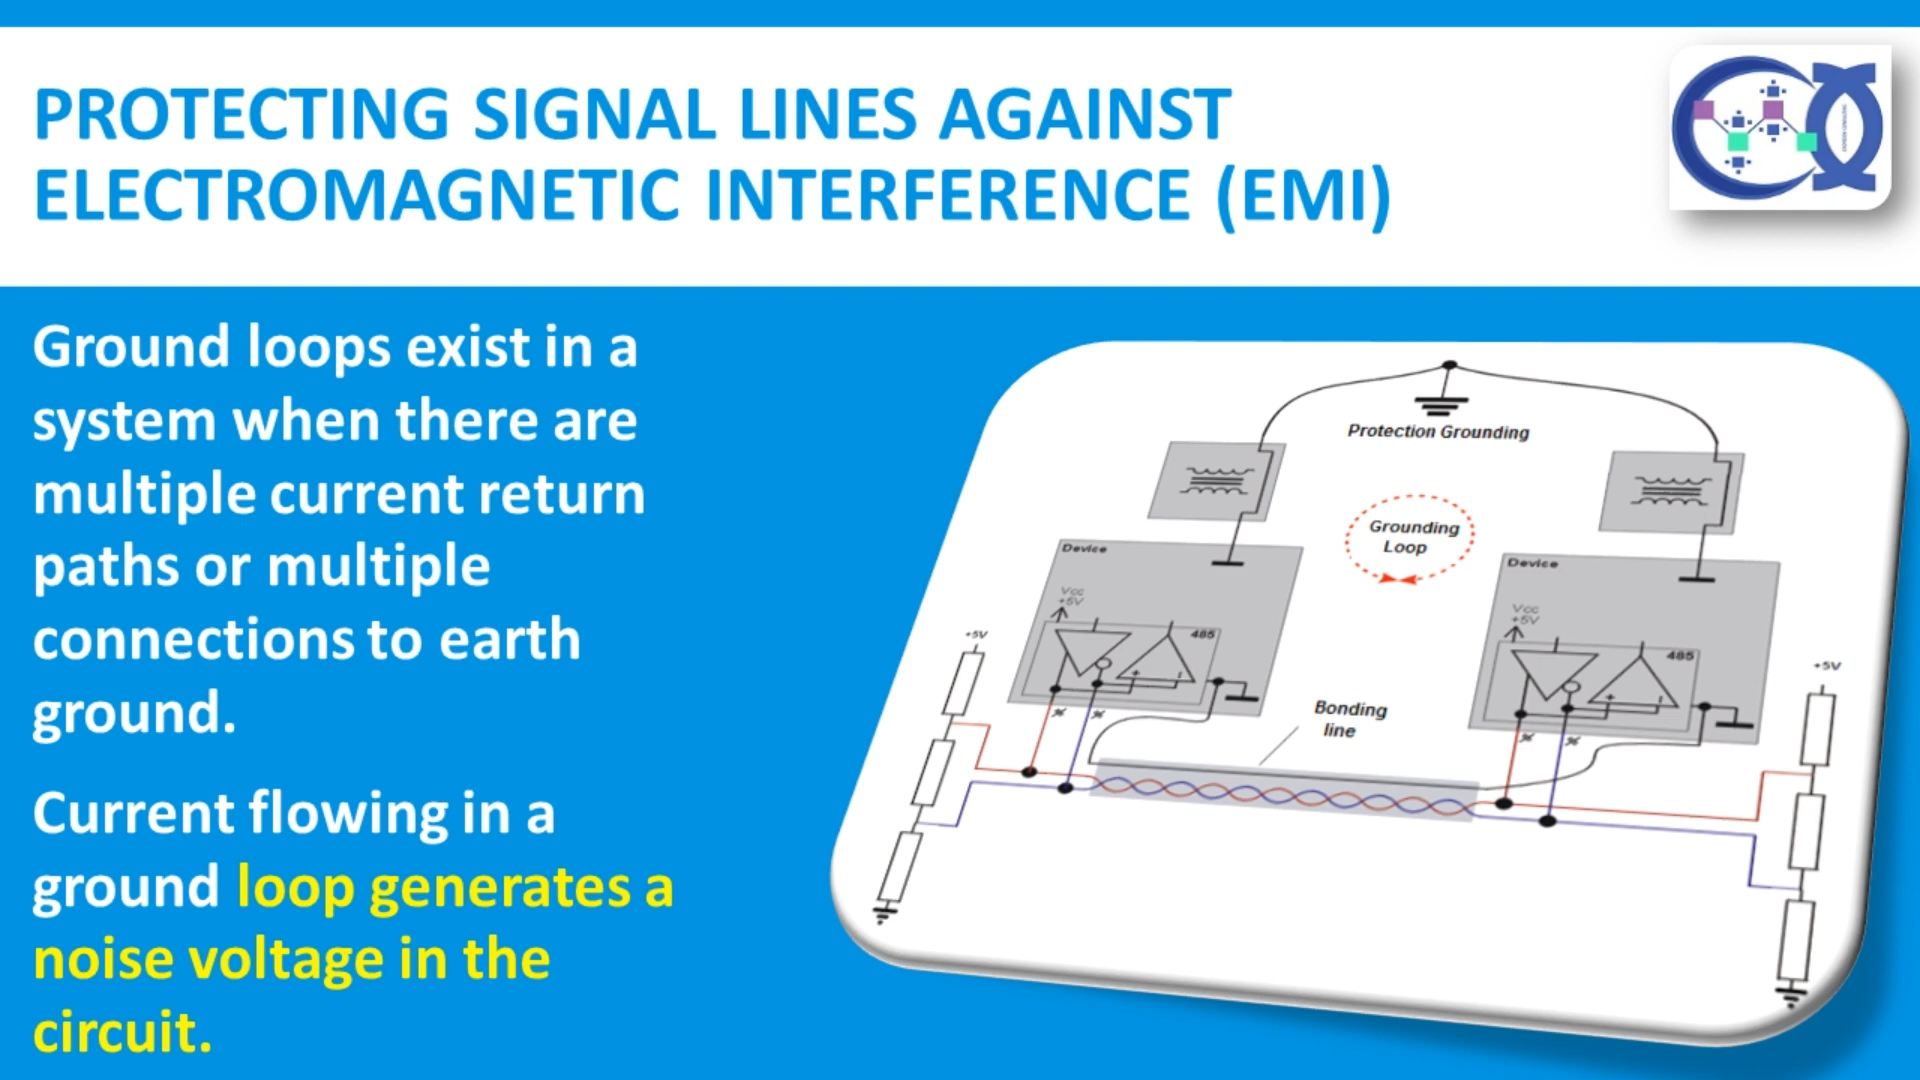 PROTECTING SIGNAL LINES AGAINST
ELECTROMAGNETIC INTERFERENCE (EMI)
Ground loops exist in a
system when there are
multiple current return
paths or multiple
connections to earth
ground.
Current flowing in a
ground loop generates a
noise voltage in the
circuit.
Protection Grounding
Grounding
Loop
Device
Vcc
+5V
485
+5V
Device
Vcc
+5V
485
+5V
Bonding
line